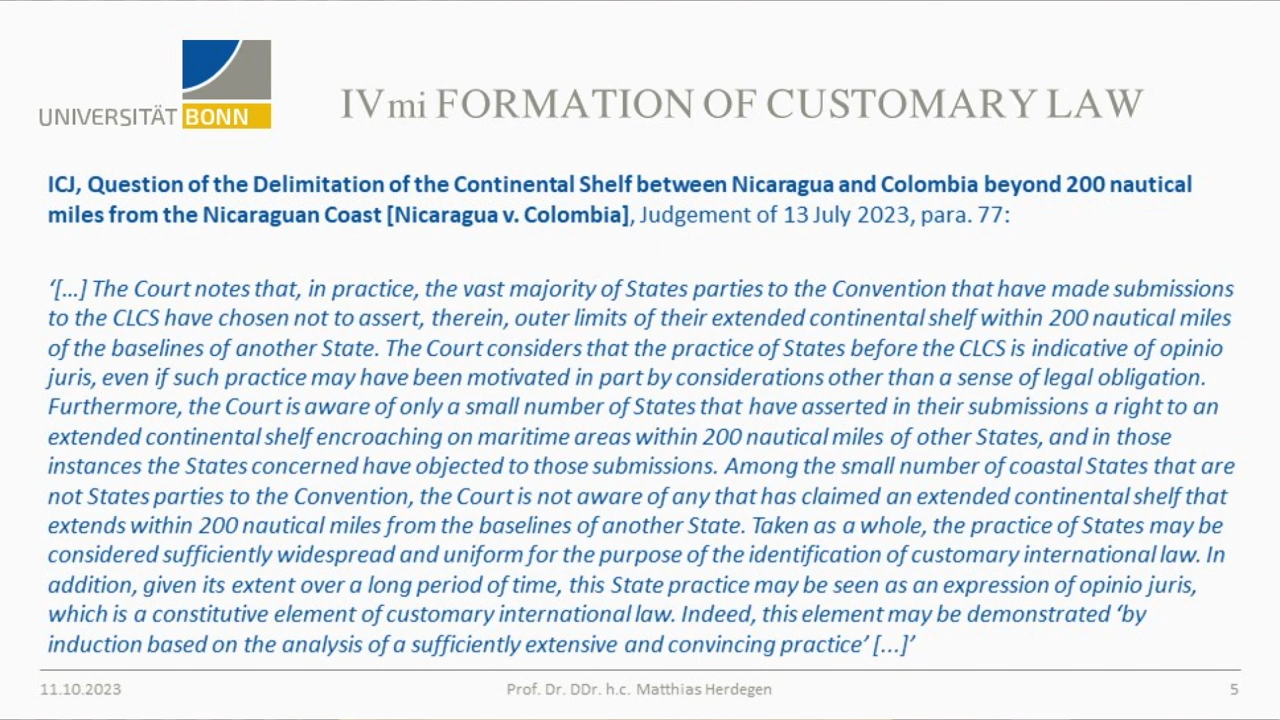 UNIVERSITÄT BONN
IVmi FORMATION OF CUSTOMARY LAW
ICJ, Question of the Delimitation of the Continental Shelf between Nicaragua and Colombia beyond 200 nautical
miles from the Nicaraguan Coast [Nicaragua v. Colombia], Judgement of 13 July 2023, para. 77:
‘[…] The Court notes that, in practice, the vast majority of States parties to the Convention that have made submissions
to the CLCS have chosen not to assert, therein, outer limits of their extended continental shelf within 200 nautical miles
of the baselines of another State. The Court considers that the practice of States before the CLCS is indicative of opinio
juris, even if such practice may have been motivated in part by considerations other than a sense of legal obligation.
Furthermore, the Court is aware of only a small number of States that have asserted in their submissions a right to an
extended continental shelf encroaching on maritime areas within 200 nautical miles of other States, and in those
instances the States concerned have objected to those submissions. Among the small number of coastal States that are
not States parties to the Convention, the Court is not aware of any that has claimed an extended continental shelf that
extends within 200 nautical miles from the baselines of another State. Taken as a whole, the practice of States may be
considered sufficiently widespread and uniform for the purpose of the identification of customary international law. In
addition, given its extent over a long period of time, this State practice may be seen as an expression of opinio juris,
which is a constitutive element of customary international law. Indeed, this element may be demonstrated ‘by
induction based on the analysis of a sufficiently extensive and convincing practice’ […]’
11.10.2023
Prof. Dr. DDr. h.c. Matthias Herdegen
5